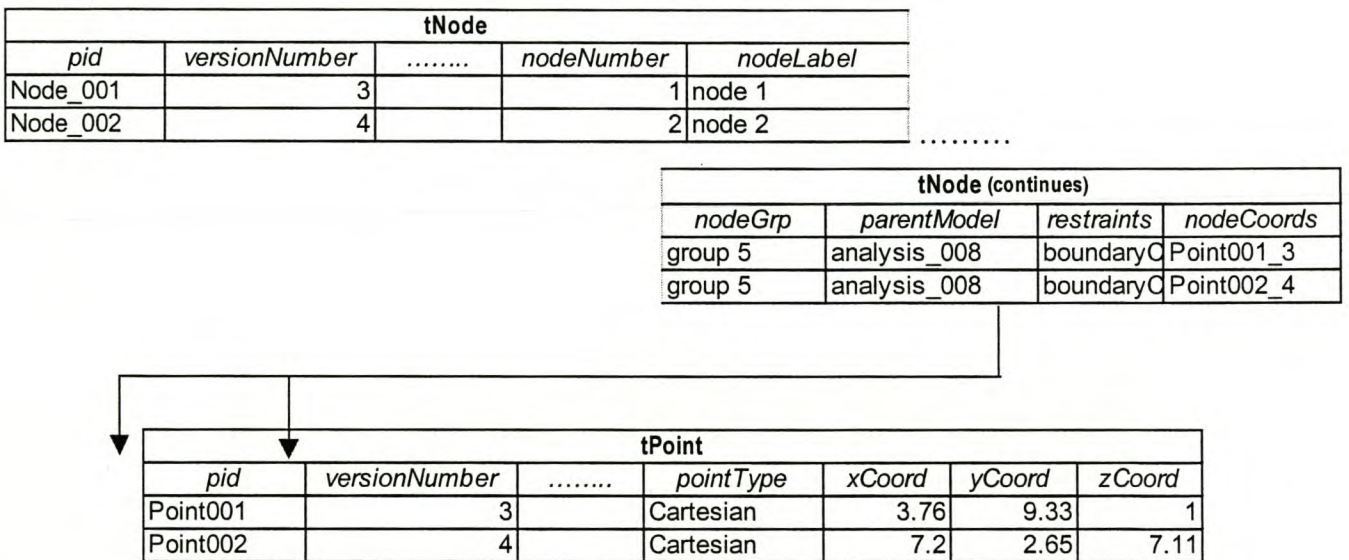 tNode
pid versionNumber ........ nodeNumber nodeLabel
Node_001 3 1 node 1
Node_002 4 2 node 2
.........
tNode (continues)
nodeGrp parentModel restraints nodeCoords
group 5 analysis_008 boundaryC Point001_3
group 5 analysis_008 boundaryC Point002_4
tPoint
pid versionNumber ........ pointType xCoord yCoord zCoord
Point001 3 Cartesian 3.76 9.33 1
Point002 4 Cartesian 7.2 2.65 7.11